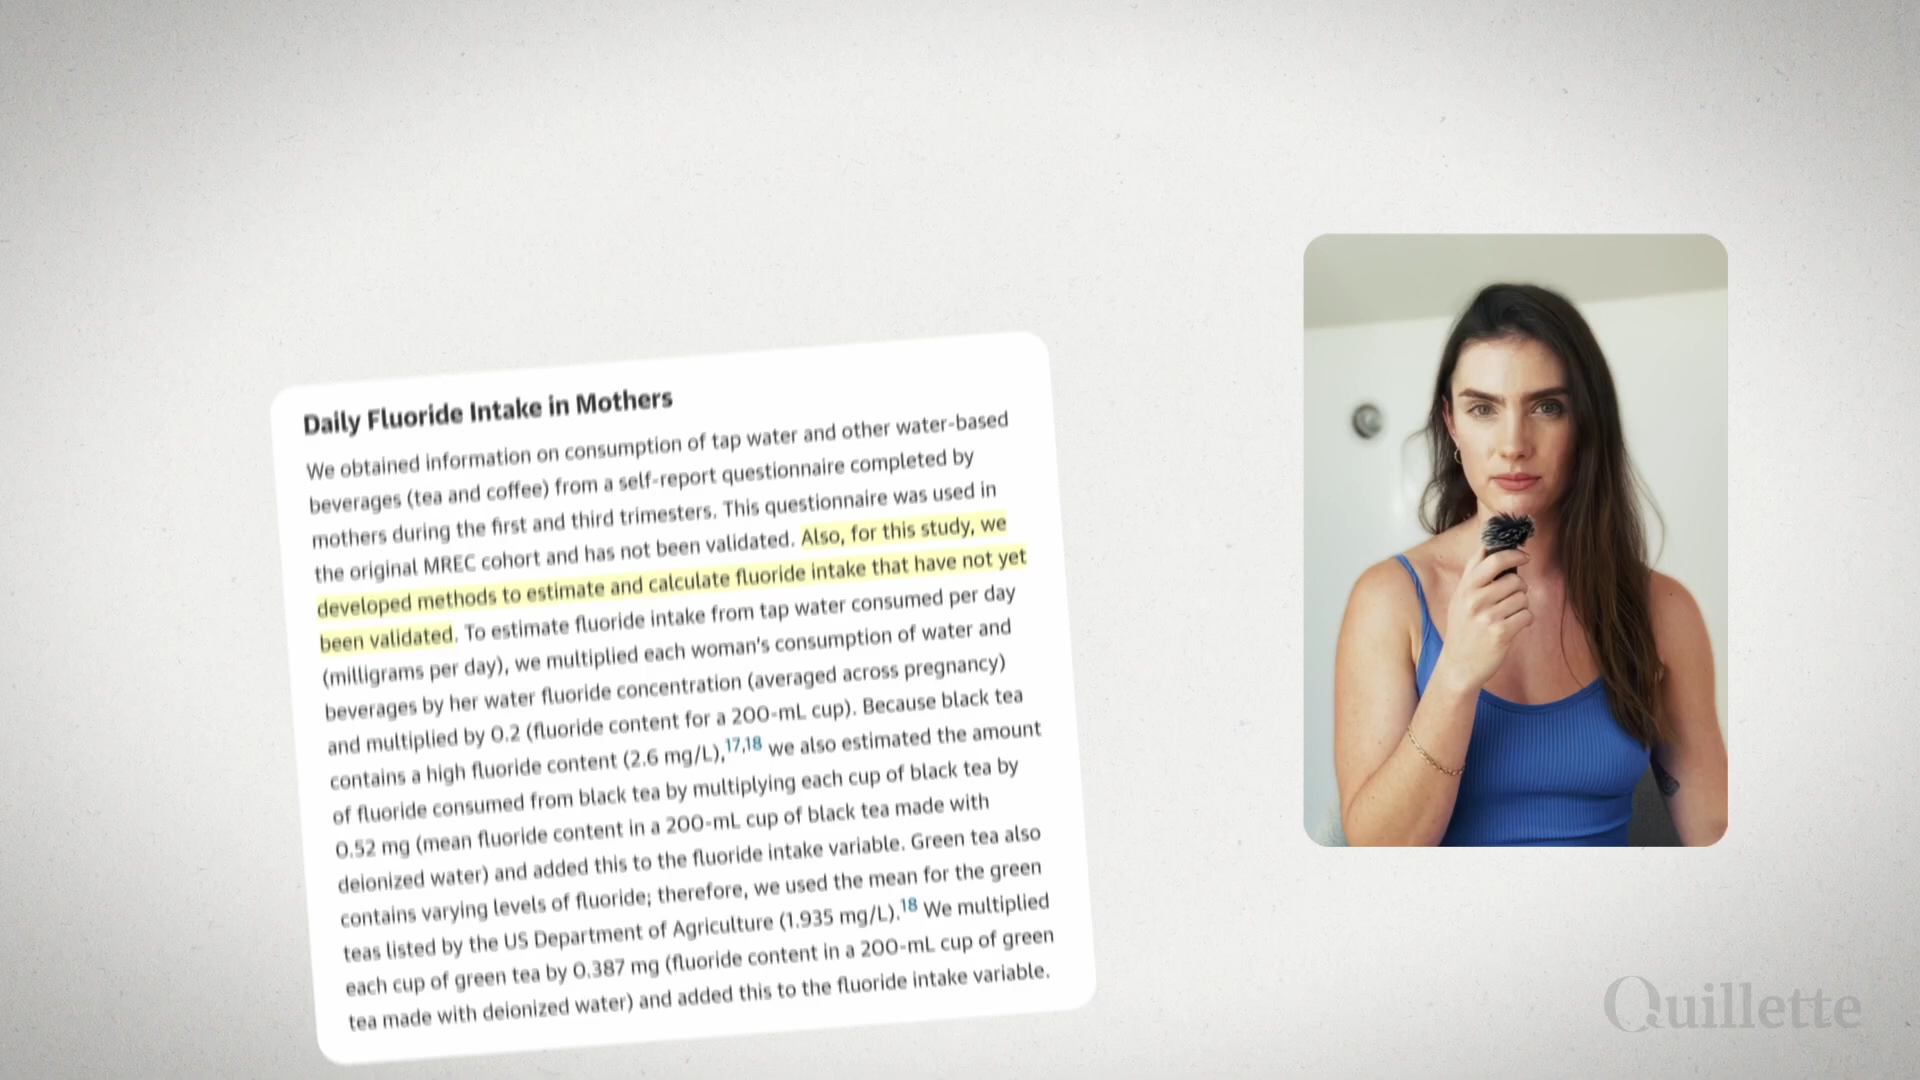 Daily Fluoride Intake in Mothers
We obtained information on consumption of tap water and other water-based
beverages (tea and coffee) from a self-report questionnaire completed by
mothers during the first and third trimesters. This questionnaire was used in
the original MREC cohort and has not been validated. Also, for this study, we
developed methods to estimate and calculate fluoride intake that have not yet
been validated. To estimate fluoride intake from tap water consumed per day
(milligrams per day), we multiplied each woman's consumption of water and
beverages by her water fluoride concentration (averaged across pregnancy)
and multiplied by 0.2 (fluoride content for a 200-mL cup). Because black tea
contains a high fluoride content (2.6 mg/L),17,18 we also estimated the amount
of fluoride consumed from black tea by multiplying each cup of black tea by
0.52 mg (mean fluoride content in a 200-mL cup of black tea made with
deionized water) and added this to the fluoride intake variable. Green tea also
contains varying levels of fluoride; therefore, we used the mean for the green
teas listed by the US Department of Agriculture (1.935 mg/L).18 We multiplied
each cup of green tea by 0.387 mg (fluoride content in a 200-mL cup of green
tea made with deionized water) and added this to the fluoride intake variable.
Quillette